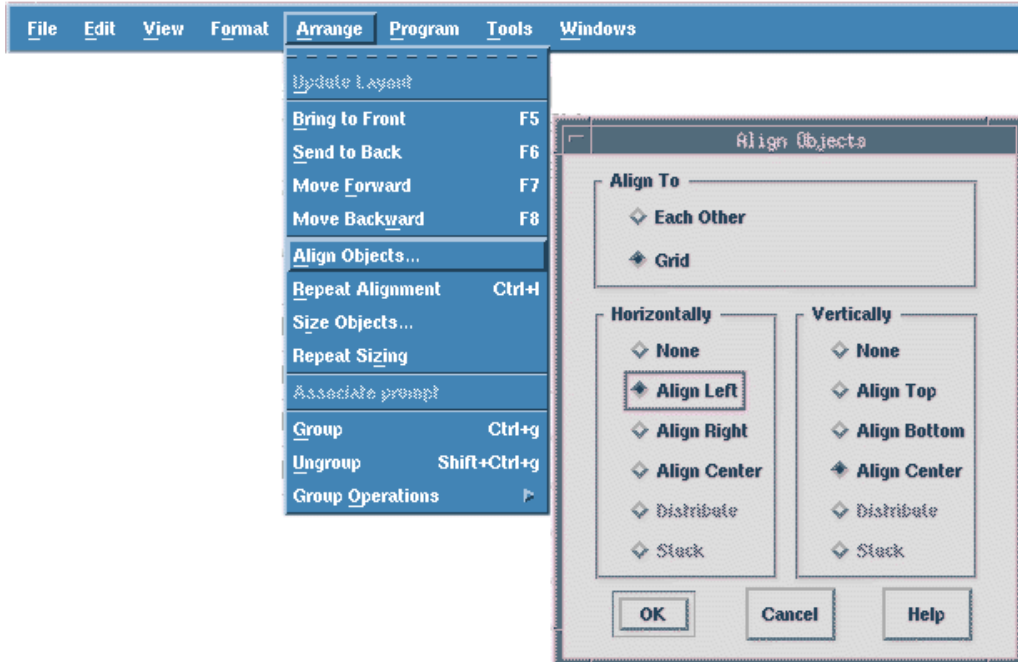 File Edit View Format Arrange Program Tools Windows
Update Layout
Bring to Front F5
Send to Back F6
Move Forward F7
Move Backward F8
Align Objects...
Repeat Alignment Ctrl+l
Size Objects...
Repeat Sizing
Associate prompt
Group Ctrl+g
Ungroup Shift+Ctrl+g
Group Operations
Align Objects
Align To
Each Other
Grid
Horizontally
None
Align Left
Align Right
Align Center
Distribute
Stack
Vertically
None
Align Top
Align Bottom
Align Center
Distribute
Stack
OK Cancel Help